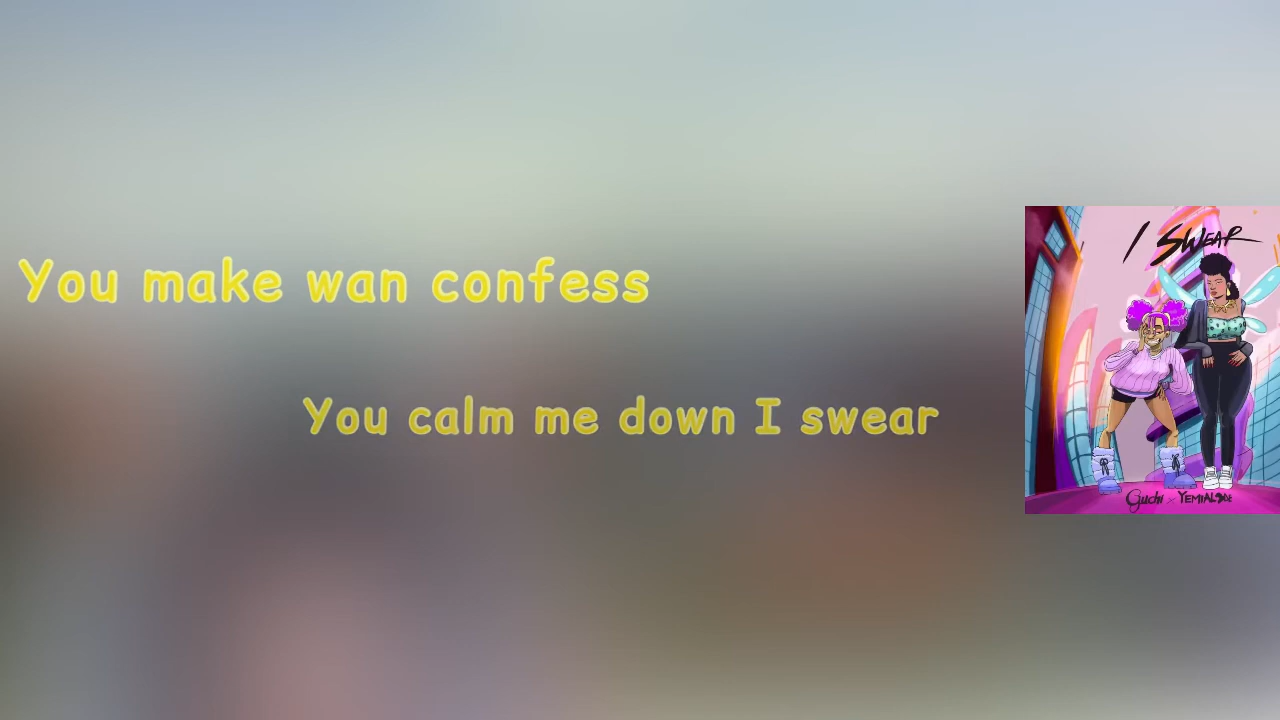 You make wan confess
You calm me down I swear
I SWEAR
Guchi x YEMI ALADE